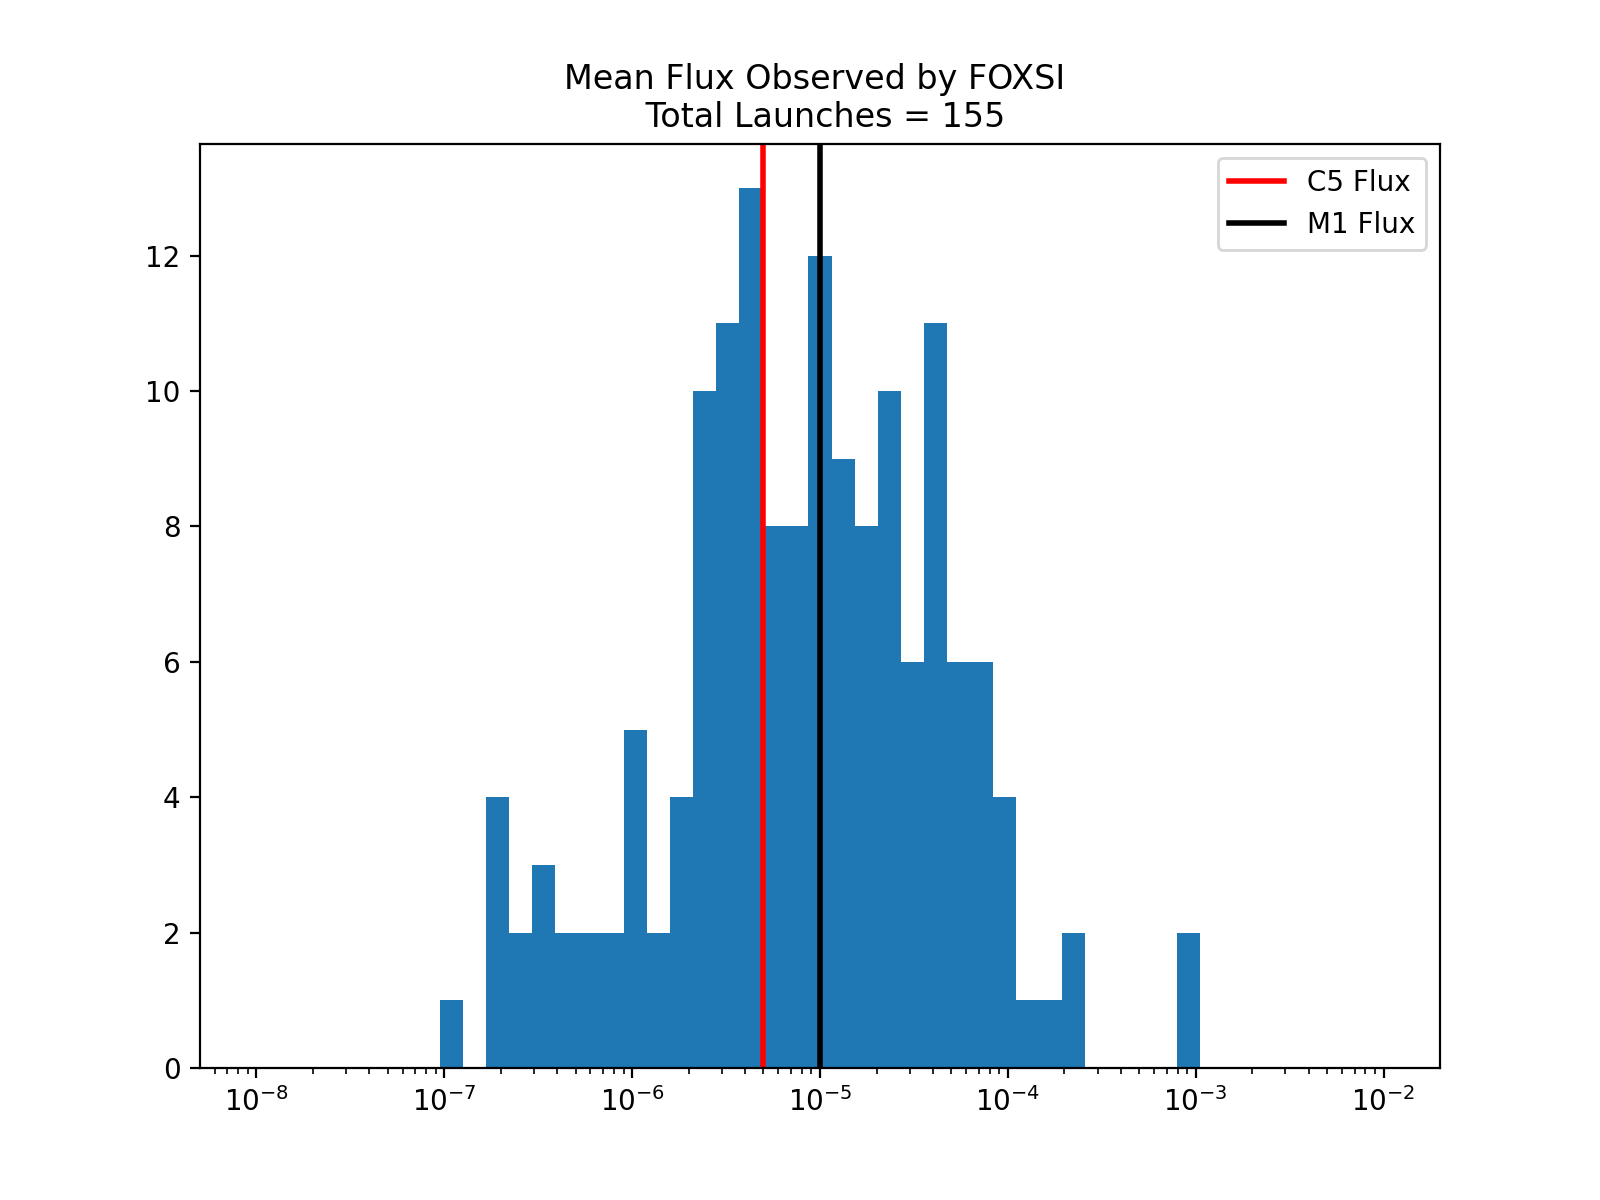 Mean Flux Observed by FOXSI
Total Launches = 155
C5 Flux
M1 Flux
12
10
8
6
4
2
0
10⁻⁸ 10⁻⁷ 10⁻⁶ 10⁻⁵ 10⁻⁴ 10⁻³ 10⁻²